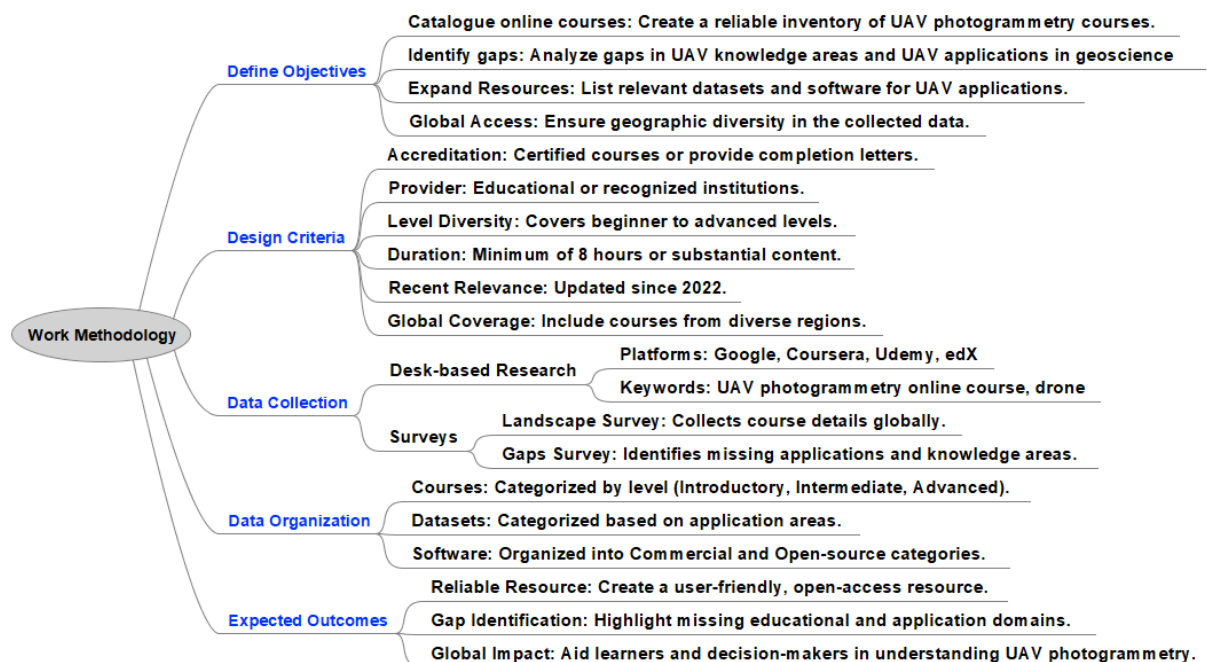 Work Methodology
Define Objectives
Catalogue online courses: Create a reliable inventory of UAV photogrammetry courses.
Identify gaps: Analyze gaps in UAV knowledge areas and UAV applications in geoscience
Expand Resources: List relevant datasets and software for UAV applications.
Global Access: Ensure geographic diversity in the collected data.
Design Criteria
Accreditation: Certified courses or provide completion letters.
Provider: Educational or recognized institutions.
Level Diversity: Covers beginner to advanced levels.
Duration: Minimum of 8 hours or substantial content.
Recent Relevance: Updated since 2022.
Global Coverage: Include courses from diverse regions.
Data Collection
Desk-based Research
Platforms: Google, Coursera, Udemy, edX
Keywords: UAV photogrammetry online course, drone
Surveys
Landscape Survey: Collects course details globally.
Gaps Survey: Identifies missing applications and knowledge areas.
Data Organization
Courses: Categorized by level (Introductory, Intermediate, Advanced).
Datasets: Categorized based on application areas.
Software: Organized into Commercial and Open-source categories.
Expected Outcomes
Reliable Resource: Create a user-friendly, open-access resource.
Gap Identification: Highlight missing educational and application domains.
Global Impact: Aid learners and decision-makers in understanding UAV photogrammetry.